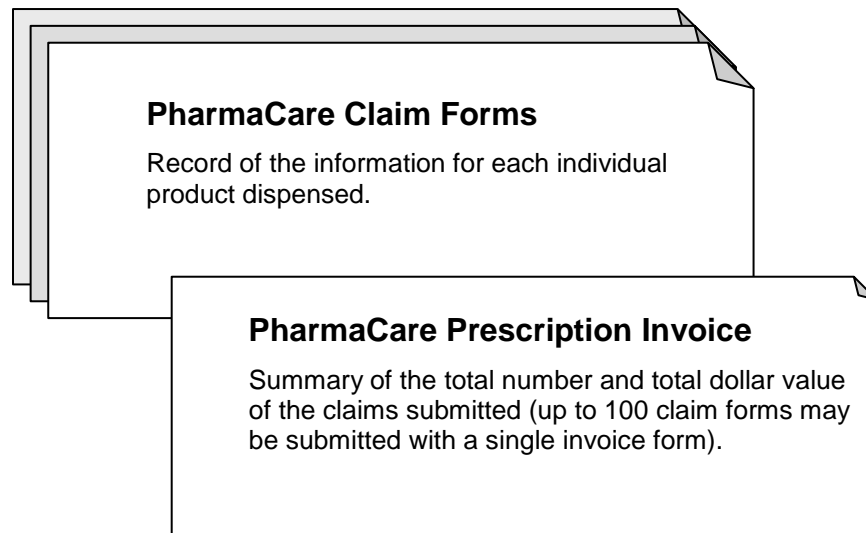 PharmaCare Claim Forms
Record of the information for each individual
product dispensed.
PharmaCare Prescription Invoice
Summary of the total number and total dollar value
of the claims submitted (up to 100 claim forms may
be submitted with a single invoice form).